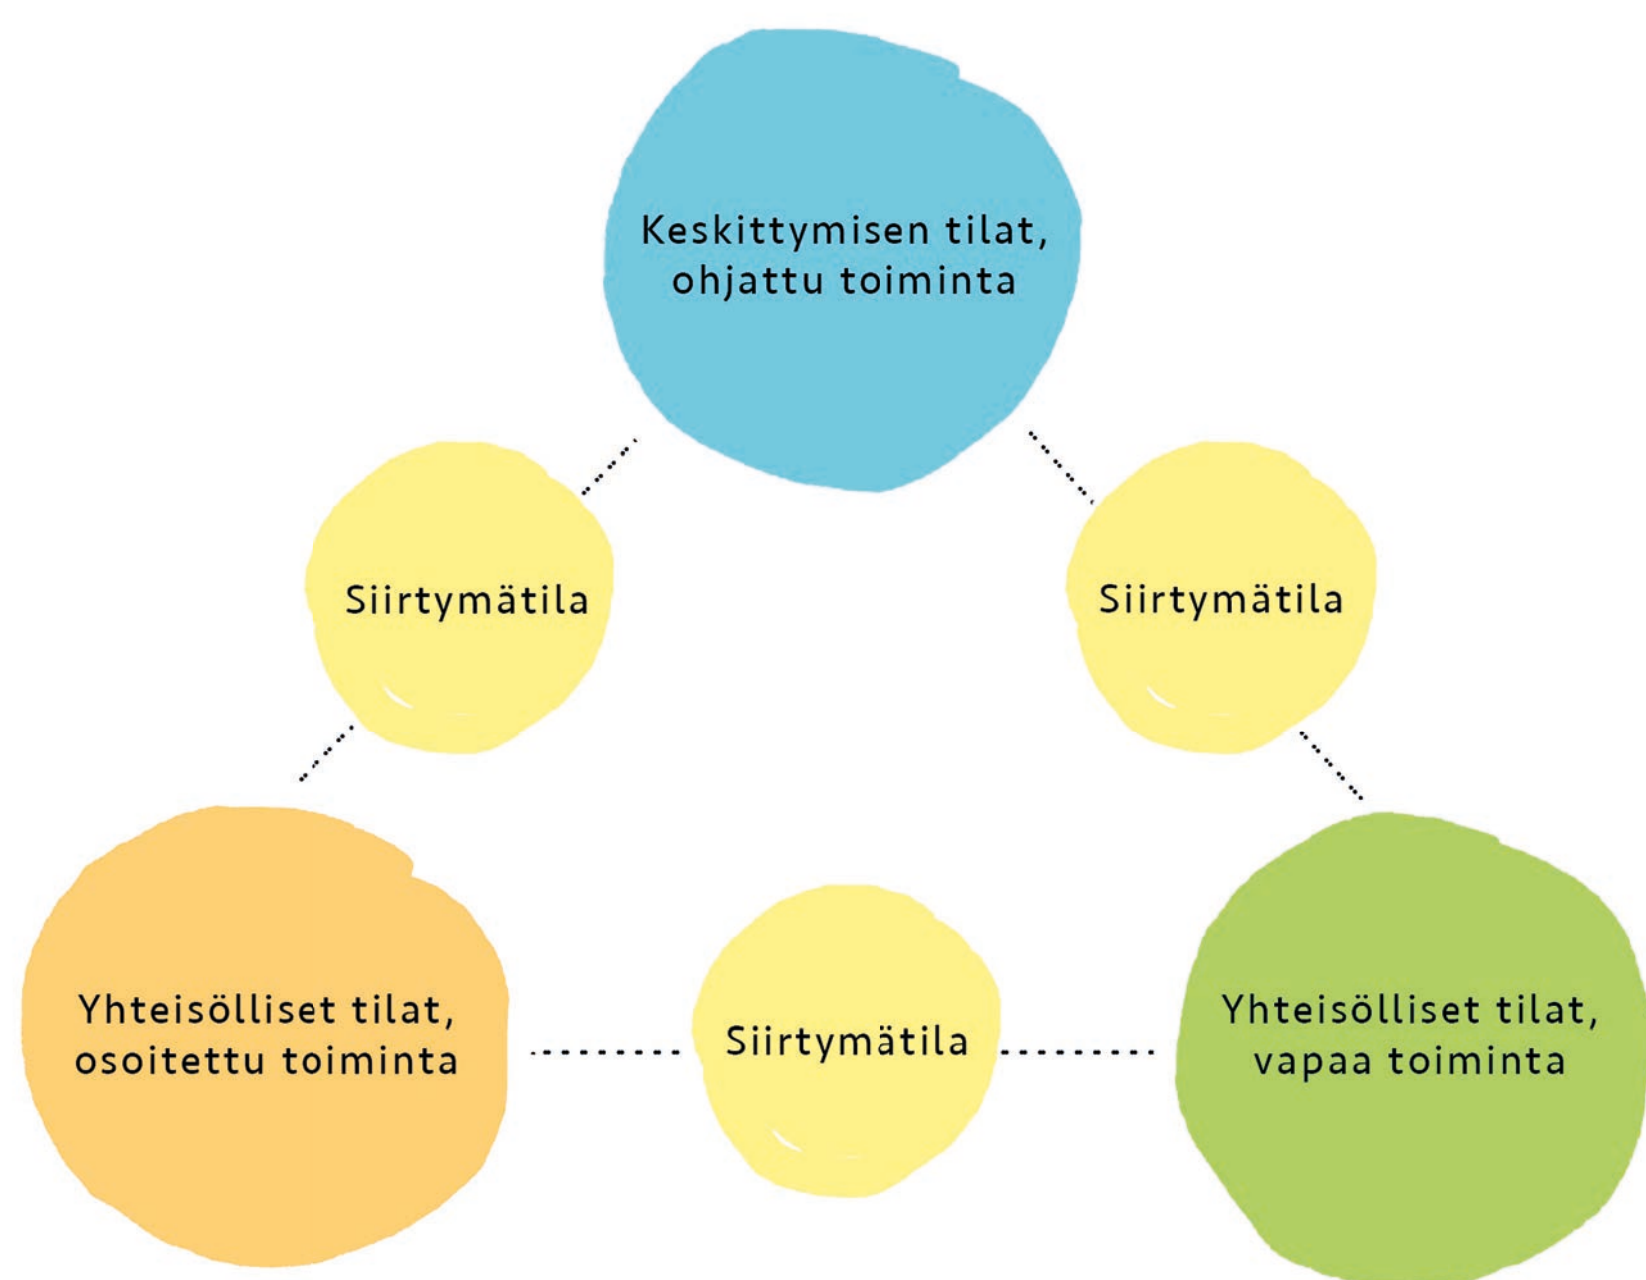 Keskittymisen tilat,
ohjattu toiminta
Siirtymätila
Siirtymätila
Yhteisölliset tilat,
osoitettu toiminta
Siirtymätila
Yhteisölliset tilat,
vapaa toiminta